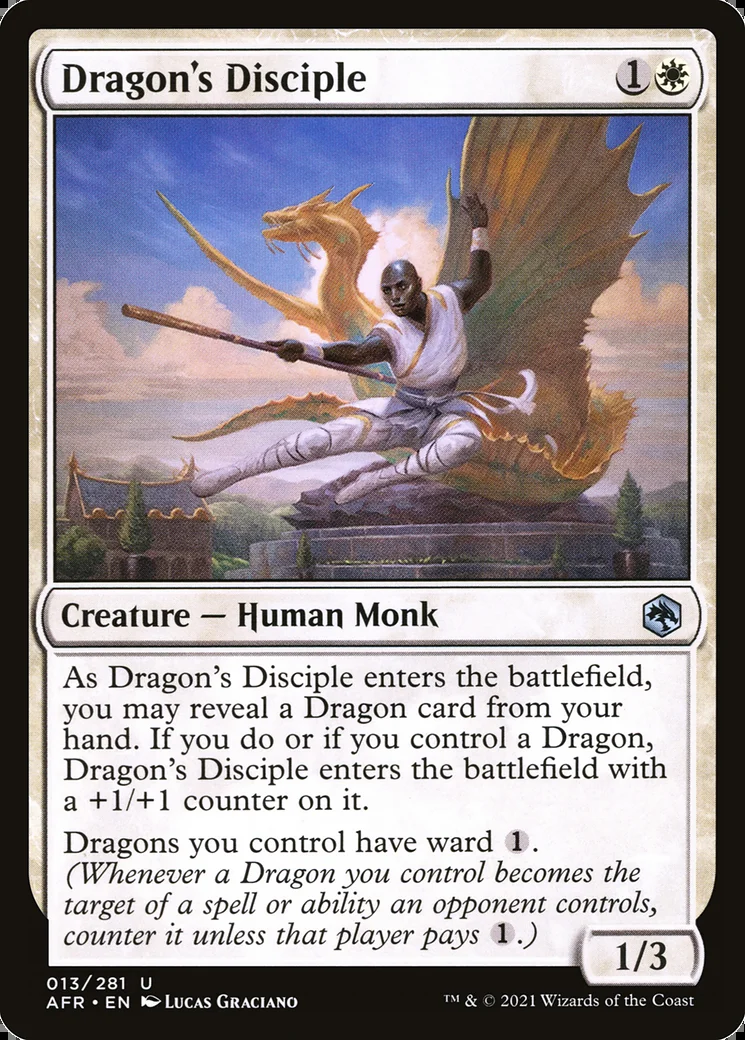 Dragon's Disciple
1
Creature — Human Monk
As Dragon's Disciple enters the battlefield,
you may reveal a Dragon card from your
hand. If you do or if you control a Dragon,
Dragon's Disciple enters the battlefield with
a +1/+1 counter on it.
Dragons you control have ward 1.
(Whenever a Dragon you control becomes the
target of a spell or ability an opponent controls,
counter it unless that player pays 1.)
1/3
013/281 U
AFR • EN Lucas Graciano
™ & © 2021 Wizards of the Coast